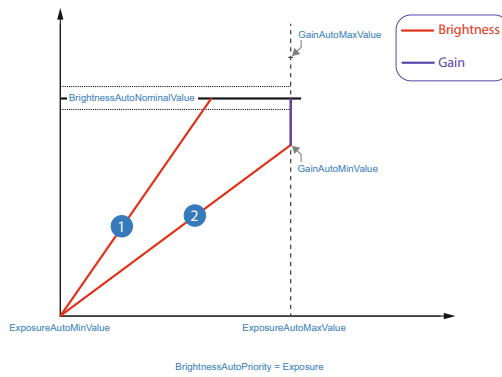 GainAutoMaxValue
Brightness
Gain
BrightnessAutoNominalValue
GainAutoMinValue
1
2
ExposureAutoMinValue
ExposureAutoMaxValue
BrightnessAutoPriority = Exposure